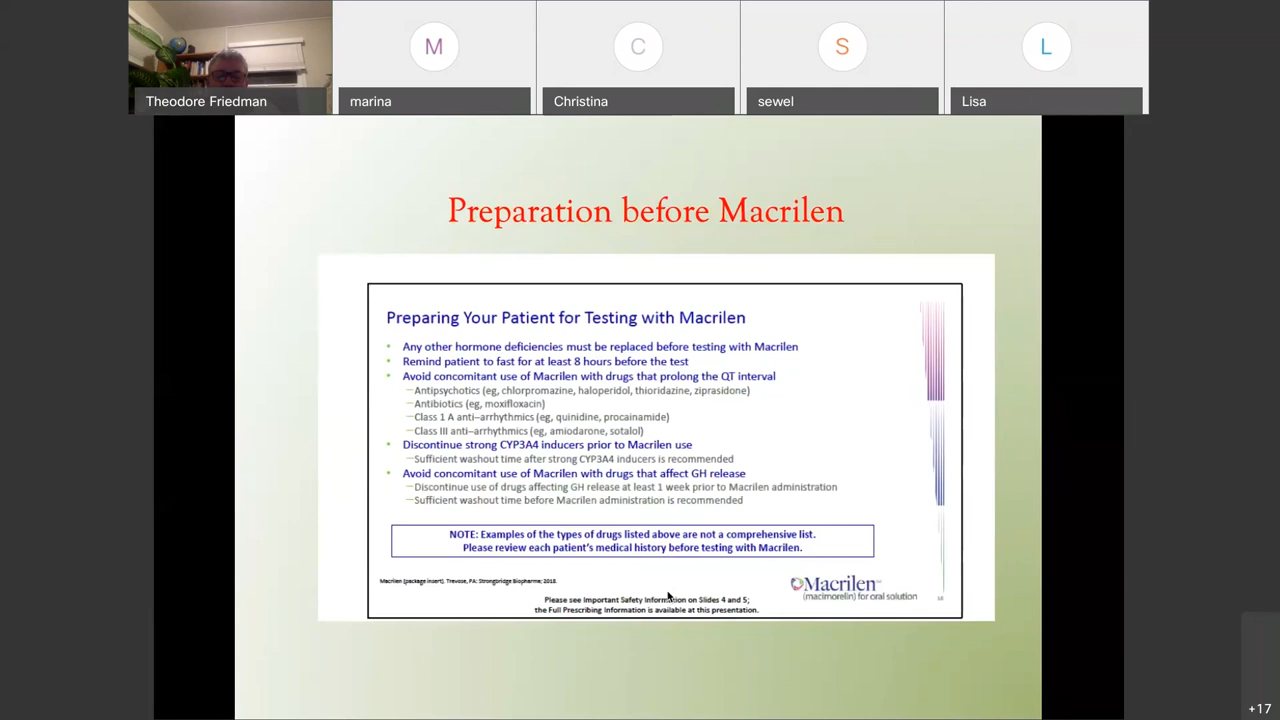 M
C
S
L
Theodore Friedman
marina
Christina
sewel
Lisa
Preparation before Macrilen
Preparing Your Patient for Testing with Macrilen
• Any other hormone deficiencies must be replaced before testing with Macrilen
• Remind patient to fast for at least 8 hours before the test
• Avoid concomitant use of Macrilen with drugs that prolong the QT interval
—Antipsychotics (eg, chlorpromazine, haloperidol, thioridazine, ziprasidone)
—Antibiotics (eg, moxifloxacin)
—Class 1 A anti–arrhythmics (eg, quinidine, procainamide)
—Class III anti–arrhythmics (eg, amiodarone, sotalol)
• Discontinue strong CYP3A4 inducers prior to Macrilen use
—Sufficient washout time after strong CYP3A4 inducers is recommended
• Avoid concomitant use of Macrilen with drugs that affect GH release
—Discontinue use of drugs affecting GH release at least 1 week prior to Macrilen administration
—Sufficient washout time before Macrilen administration is recommended
NOTE: Examples of the types of drugs listed above are not a comprehensive list.
Please review each patient's medical history before testing with Macrilen.
Macrilen [package insert]. Trevose, PA: Strongbridge Biopharma; 2018.
Macrilen™
(macimorelin) for oral solution
Please see Important Safety Information on Slides 4 and 5;
the Full Prescribing Information is available at this presentation.
+17